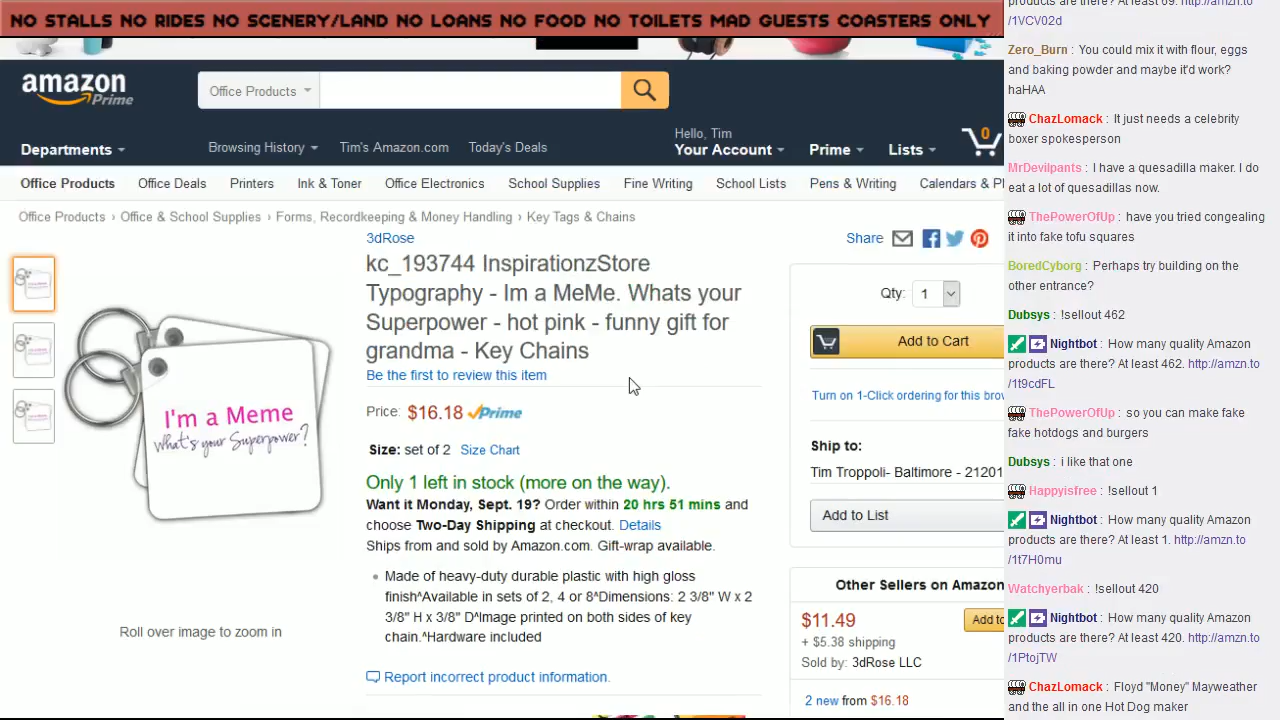 NO STALLS NO RIDES NO SCENERY/LAND NO LOANS NO FOOD NO TOILETS MAD GUESTS COASTERS ONLY
amazon
Prime
Office Products
Hello, Tim
0
Departments
Browsing History
Tim's Amazon.com
Today's Deals
Your Account
Prime
Lists
Office Products
Office Deals
Printers
Ink & Toner
Office Electronics
School Supplies
Fine Writing
School Lists
Pens & Writing
Calendars & Pl
Office Products › Office & School Supplies › Forms, Recordkeeping & Money Handling › Key Tags & Chains
3dRose
kc_193744 InspirationzStore
Typography - Im a MeMe. Whats your
Superpower - hot pink - funny gift for
grandma - Key Chains
Be the first to review this item
Price: $16.18 Prime
Size: set of 2 Size Chart
Only 1 left in stock (more on the way).
Want it Monday, Sept. 19? Order within 20 hrs 51 mins and
choose Two-Day Shipping at checkout. Details
Ships from and sold by Amazon.com. Gift-wrap available.
• Made of heavy-duty durable plastic with high gloss
finish^Available in sets of 2, 4 or 8^Dimensions: 2 3/8" W x 2
3/8" H x 3/8" D^Image printed on both sides of key
chain.^Hardware included
Report incorrect product information.
I'm a Meme
what's your Superpower?
Roll over image to zoom in
Share
Qty: 1
Add to Cart
Turn on 1-Click ordering for this brow
Ship to:
Tim Troppoli- Baltimore - 21201
Add to List
Other Sellers on Amazon
$11.49
Add to
+ $5.38 shipping
Sold by: 3dRose LLC
2 new from $16.18
products are there? At least 69. http://amzn.to
/1VCV02d
Zero_Burn : You could mix it with flour, eggs
and baking powder and maybe it'd work?
haHAA
ChazLomack : It just needs a celebrity
boxer spokesperson
MrDevilpants : I have a quesadilla maker. I do
eat a lot of quesadillas now.
ThePowerOfUp : have you tried congealing
it into fake tofu squares
BoredCyborg : Perhaps try building on the
other entrance?
Dubsys : !sellout 462
Nightbot : How many quality Amazon
products are there? At least 462. http://amzn.to
/1t9cdFL
ThePowerOfUp : so you can make fake
fake hotdogs and burgers
Dubsys : i like that one
Happyisfree : !sellout 1
Nightbot : How many quality Amazon
products are there? At least 1. http://amzn.to
/1t7H0mu
Watchyerbak : !sellout 420
Nightbot : How many quality Amazon
products are there? At least 420. http://amzn.to
/1PtojTW
ChazLomack : Floyd "Money" Mayweather
and the all in one Hot Dog maker